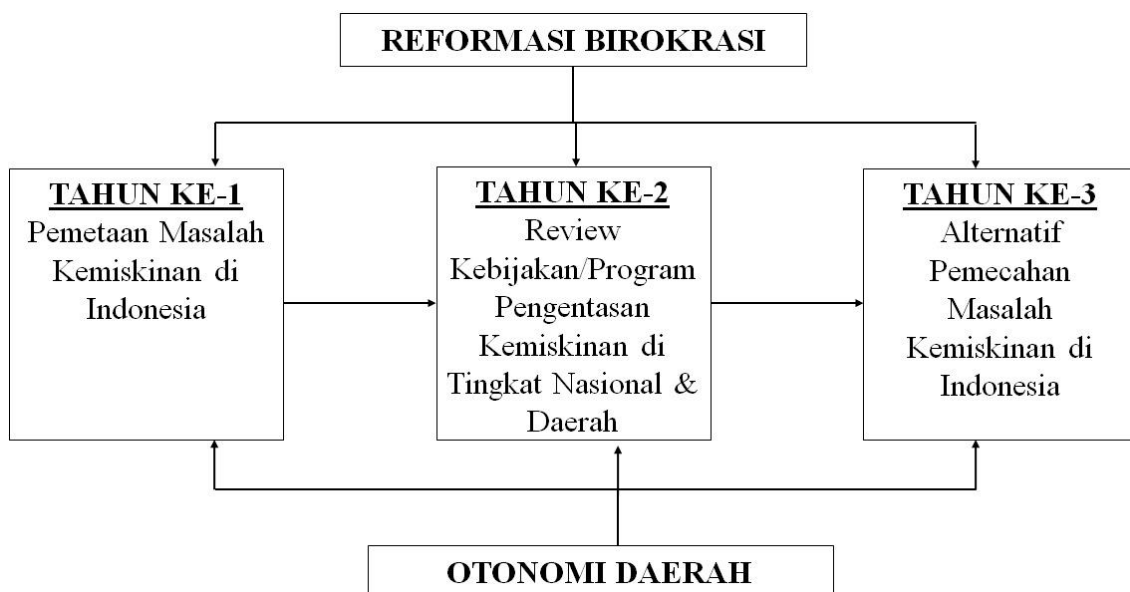 REFORMASI BIROKRASI
TAHUN KE-1
Pemetaan Masalah
Kemiskinan di
Indonesia
TAHUN KE-2
Review
Kebijakan/Program
Pengentasan
Kemiskinan di
Tingkat Nasional &
Daerah
TAHUN KE-3
Alternatif
Pemecahan
Masalah
Kemiskinan di
Indonesia
OTONOMI DAERAH